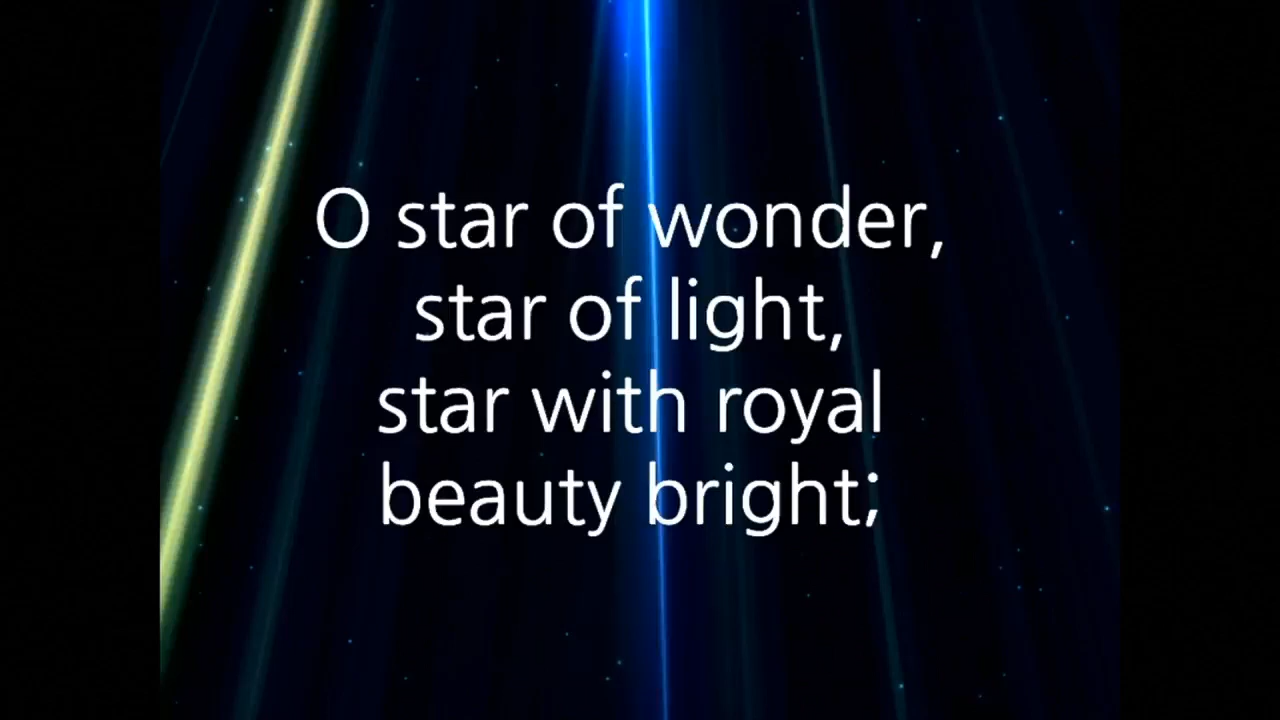 O star of wonder,
star of light,
star with royal
beauty bright;